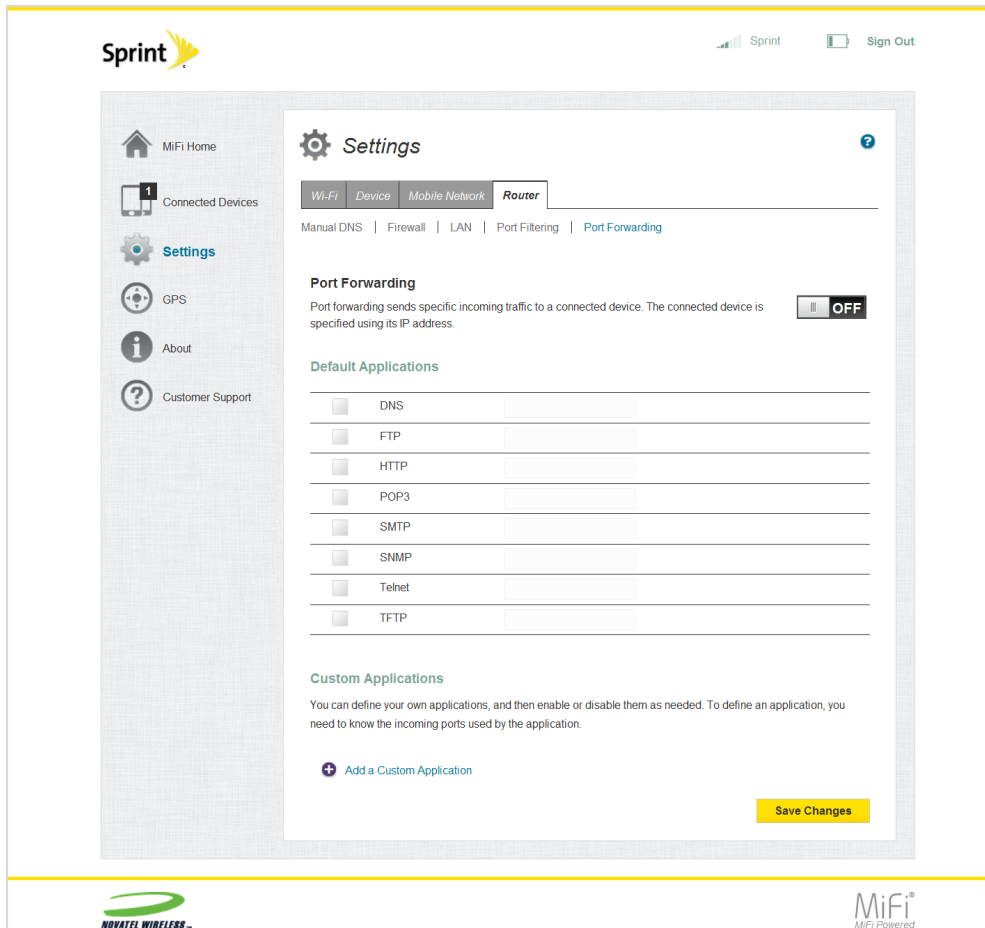 Sprint
Sprint
Sign Out
MiFi Home
1
Connected Devices
Settings
GPS
About
Customer Support
Settings
Wi-Fi Device Mobile Network Router
Manual DNS | Firewall | LAN | Port Filtering | Port Forwarding
Port Forwarding
Port forwarding sends specific incoming traffic to a connected device. The connected device is
specified using its IP address.
OFF
Default Applications
DNS
FTP
HTTP
POP3
SMTP
SNMP
Telnet
TFTP
Custom Applications
You can define your own applications, and then enable or disable them as needed. To define an application, you
need to know the incoming ports used by the application.
Add a Custom Application
Save Changes
NOVATEL WIRELESS
MiFi®
MiFi Powered